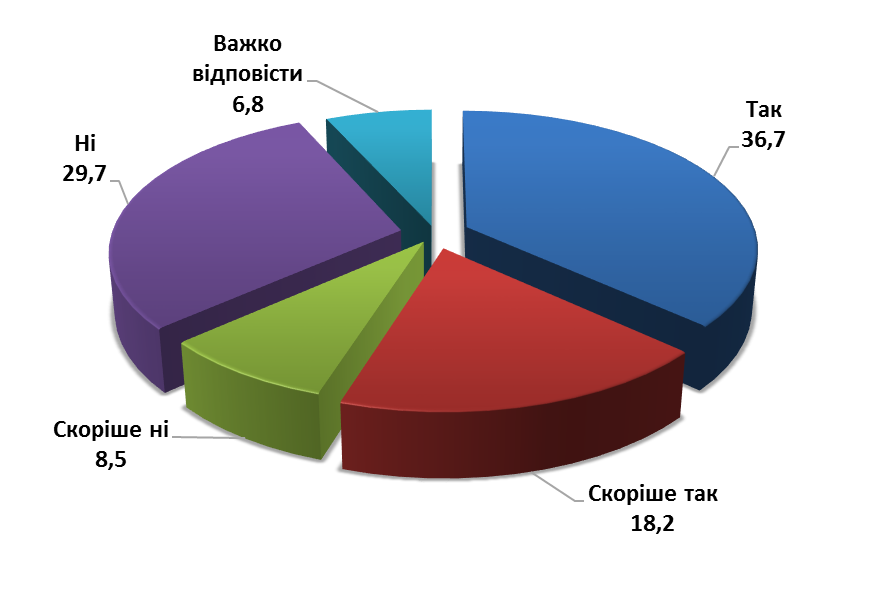 Важко
відповісти
6,8
Так
36,7
Ні
29,7
Скоріше ні
8,5
Скоріше так
18,2